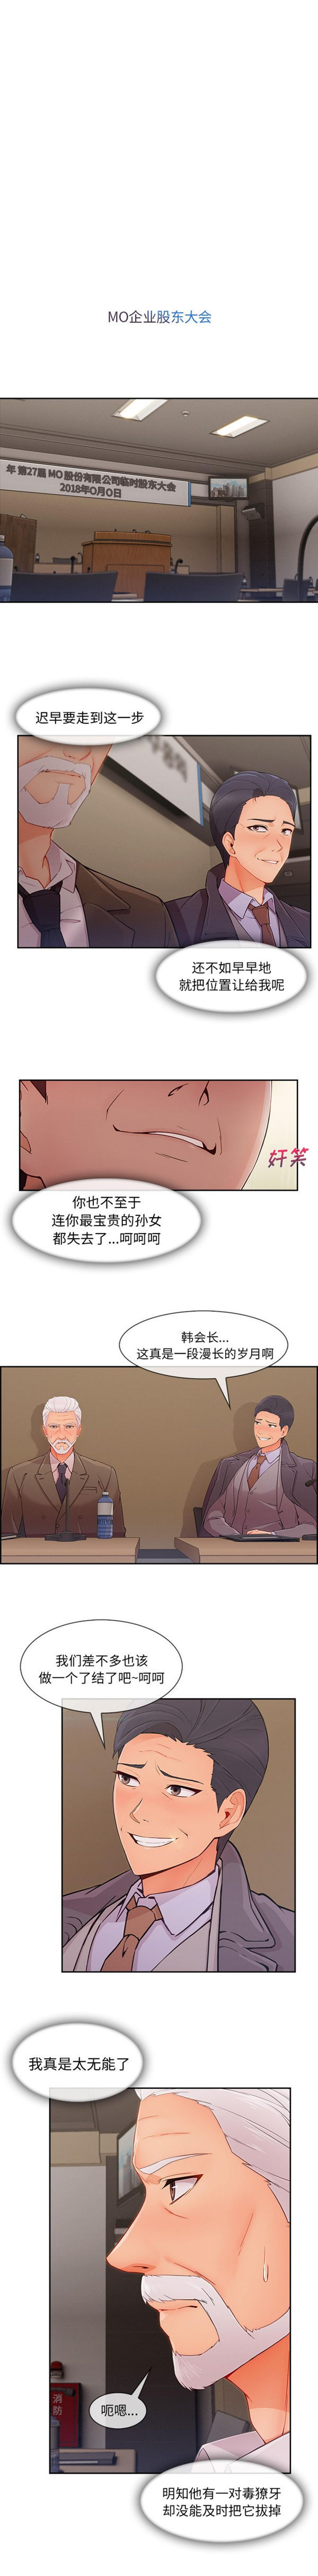 MO企业股东大会
年 第27届 MO 股份有限公司临时股东大会
2018年O月O日
迟早要走到这一步
还不如早早地
就把位置让给我呢
奸笑
你也不至于
连你最宝贵的孙女
都失去了...呵呵呵
韩会长...
这真是一段漫长的岁月啊
我们差不多也该
做一个了结了吧~呵呵
我真是太无能了
消防
呃嗯...
明知他有一对毒獠牙
却没能及时把它拔掉